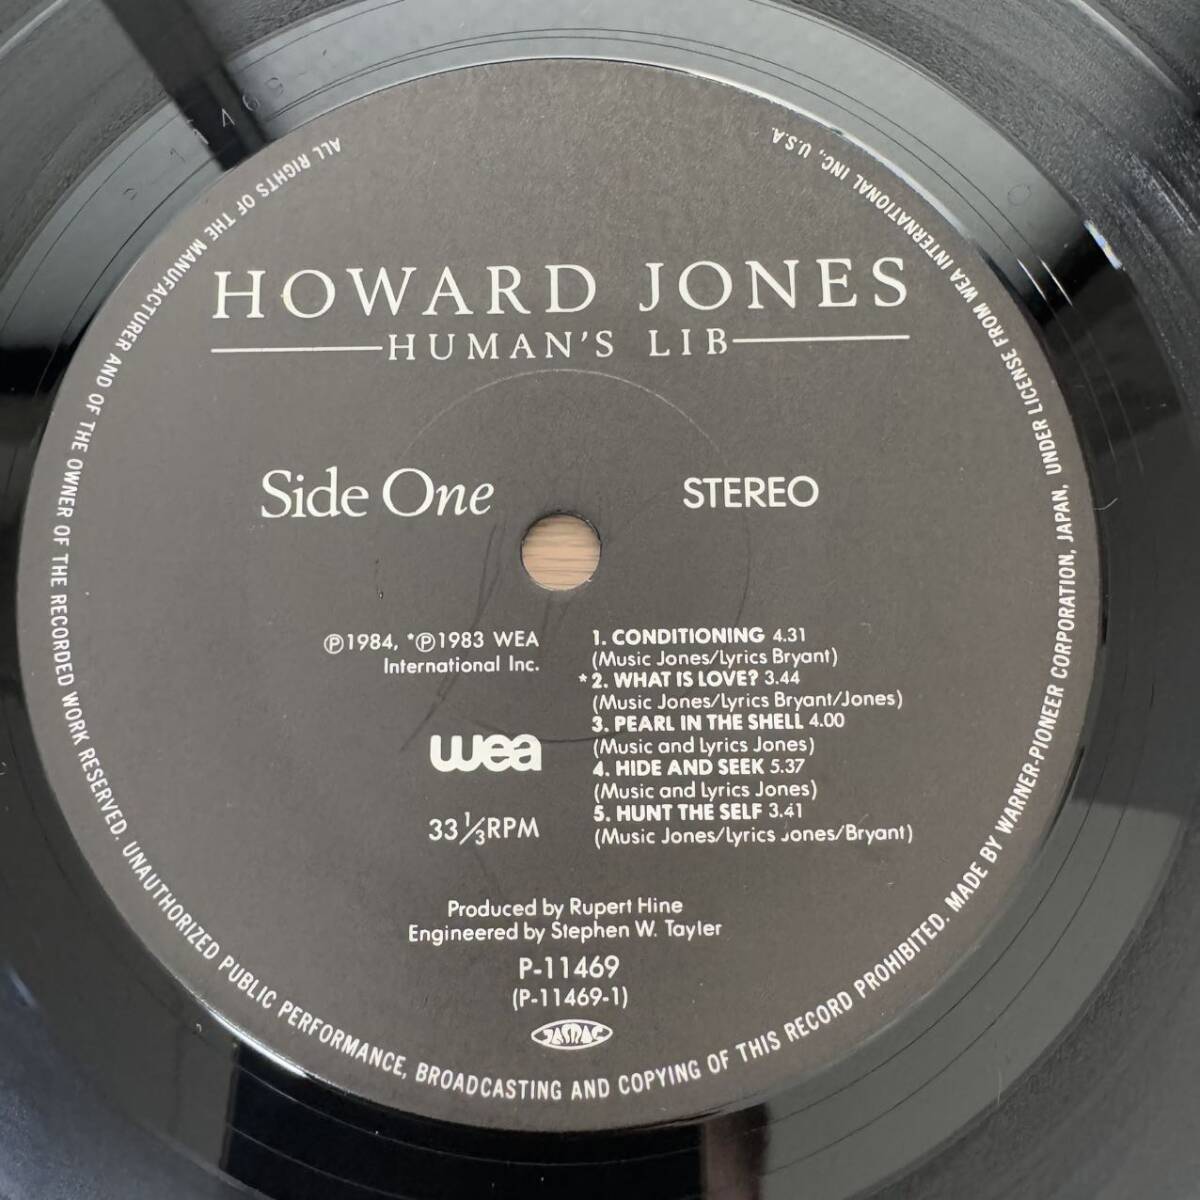 HOWARD JONES
HUMAN'S LIB
Side One
STEREO
℗1984, *℗1983 WEA
International Inc.
wea
33 1/3 RPM
1. CONDITIONING 4.31
(Music Jones/Lyrics Bryant)
*2. WHAT IS LOVE? 3.44
(Music Jones/Lyrics Bryant/Jones)
3. PEARL IN THE SHELL 4.00
(Music and Lyrics Jones)
4. HIDE AND SEEK 5.37
(Music and Lyrics Jones)
5. HUNT THE SELF 3.41
(Music Jones/Lyrics Jones/Bryant)
Produced by Rupert Hine
Engineered by Stephen W. Tayler
P-11469
(P-11469-1)
JASRAC
ALL RIGHTS OF THE MANUFACTURER AND OF THE OWNER OF THE RECORDED WORK RESERVED. UNAUTHORIZED PUBLIC PERFORMANCE, BROADCASTING AND COPYING OF THIS RECORD PROHIBITED. MADE BY WARNER-PIONEER CORPORATION, JAPAN, UNDER LICENSE FROM WEA INTERNATIONAL INC., U.S.A